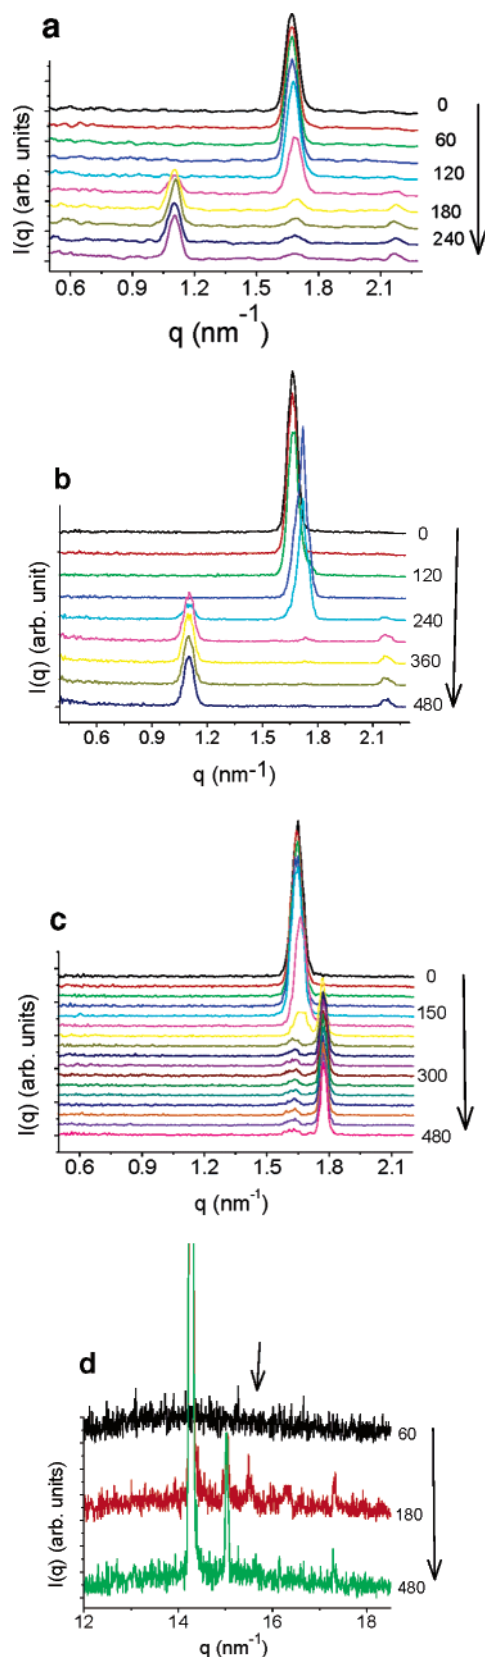 a
I(q) (arb. units)
0
60
120
180
240
0.6 0.9 1.2 1.5 1.8 2.1
q (nm-1)
b
I(q) (arb. unit)
0
120
240
360
480
0.6 0.9 1.2 1.5 1.8 2.1
q (nm-1)
c
I(q) (arb. units)
0
150
300
480
0.6 0.9 1.2 1.5 1.8 2.1
q (nm-1)
d
I(q) (arb. units)
60
180
480
12 14 16 18
q (nm-1)